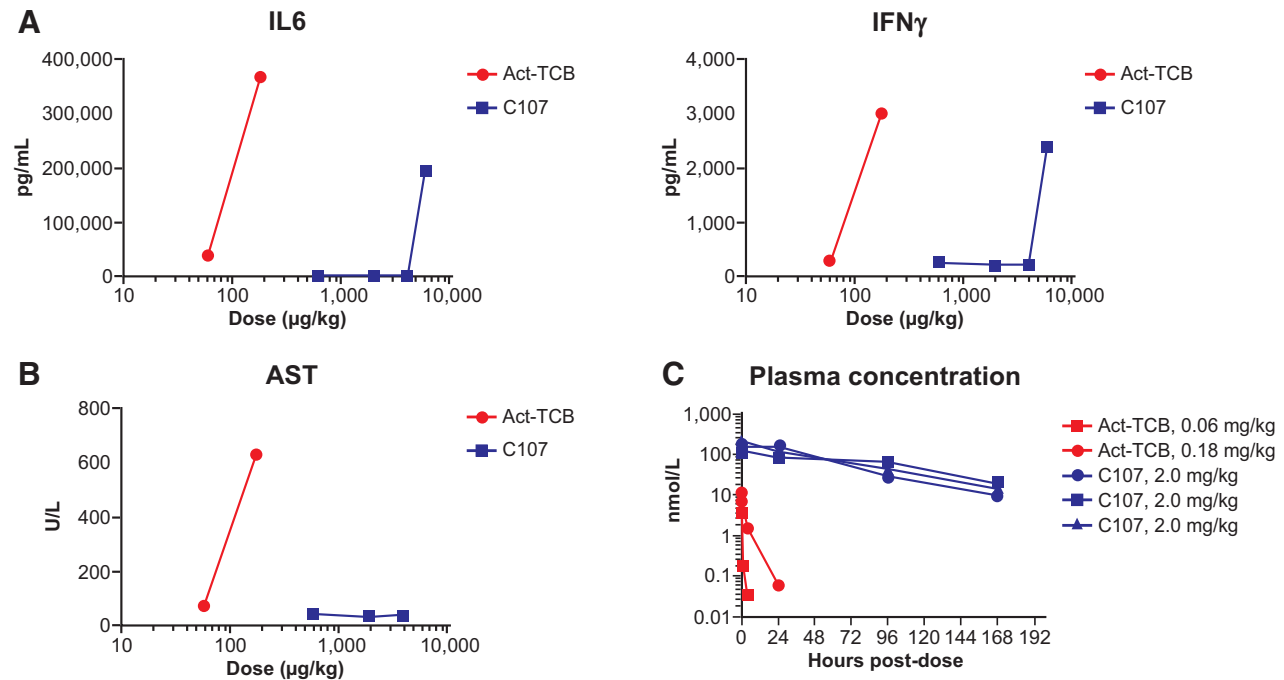 A
IL6
400,000
300,000
200,000
100,000
0
pg/mL
10
100
1,000
10,000
Dose (µg/kg)
Act-TCB
C107
IFNγ
4,000
3,000
2,000
1,000
0
pg/mL
10
100
1,000
10,000
Dose (µg/kg)
Act-TCB
C107
B
AST
800
600
400
200
0
U/L
10
100
1,000
10,000
Dose (µg/kg)
Act-TCB
C107
C
Plasma concentration
1,000
100
10
1
0.1
0.01
nmol/L
0 24 48 72 96 120 144 168 192
Hours post-dose
Act-TCB, 0.06 mg/kg
Act-TCB, 0.18 mg/kg
C107, 2.0 mg/kg
C107, 2.0 mg/kg
C107, 2.0 mg/kg